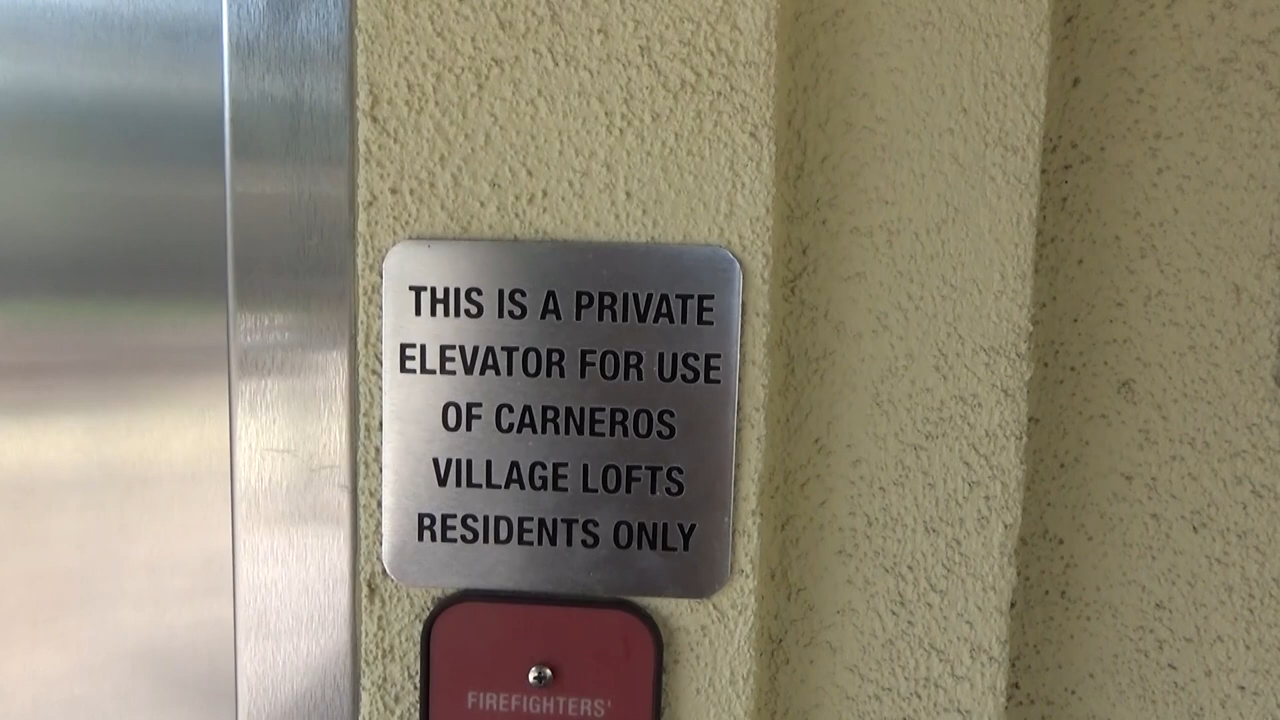 THIS IS A PRIVATE
ELEVATOR FOR USE
OF CARNEROS
VILLAGE LOFTS
RESIDENTS ONLY
FIREFIGHTERS'